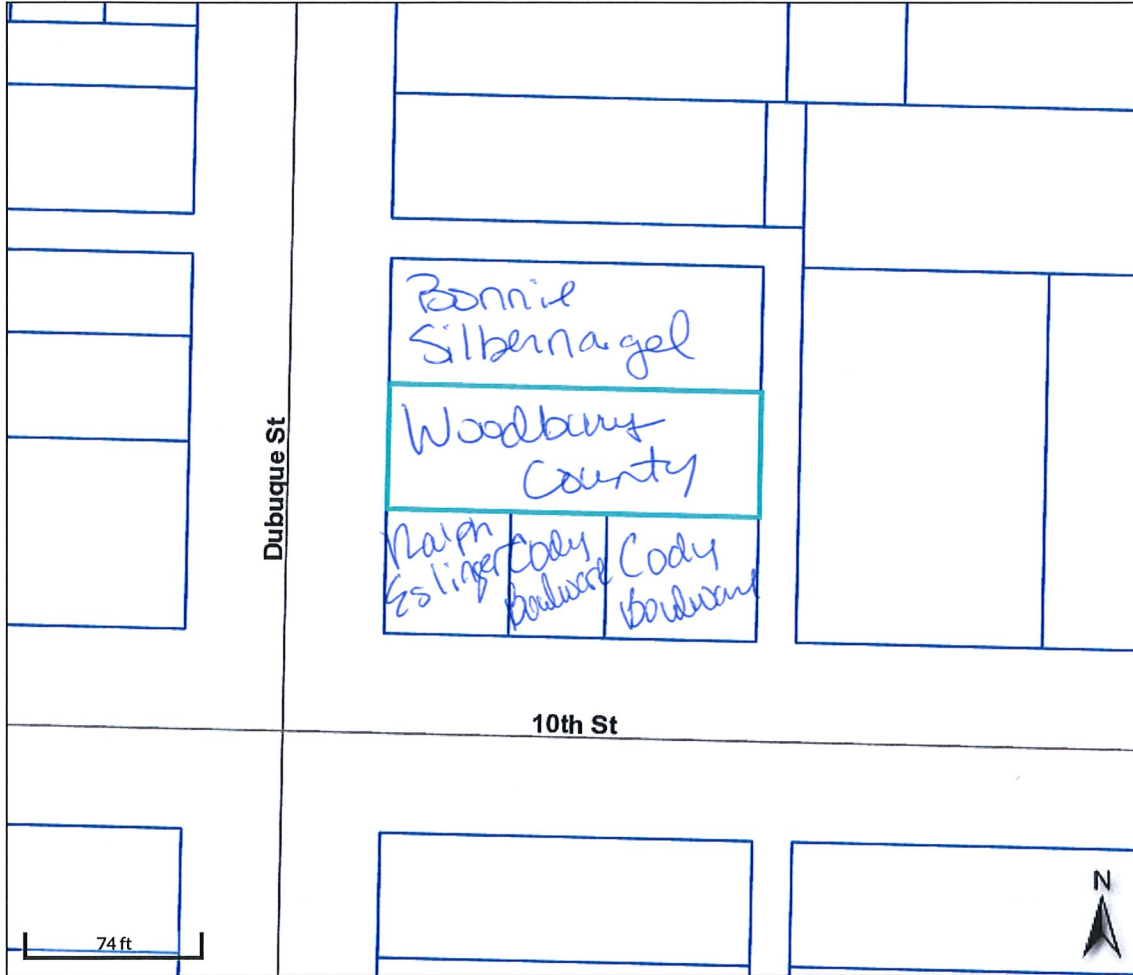 Bonnie
Silbernagel
Woodbury
County
Ralph
Eslinger
Cody
Cody
Dubuque St
10th St
74 ft
N